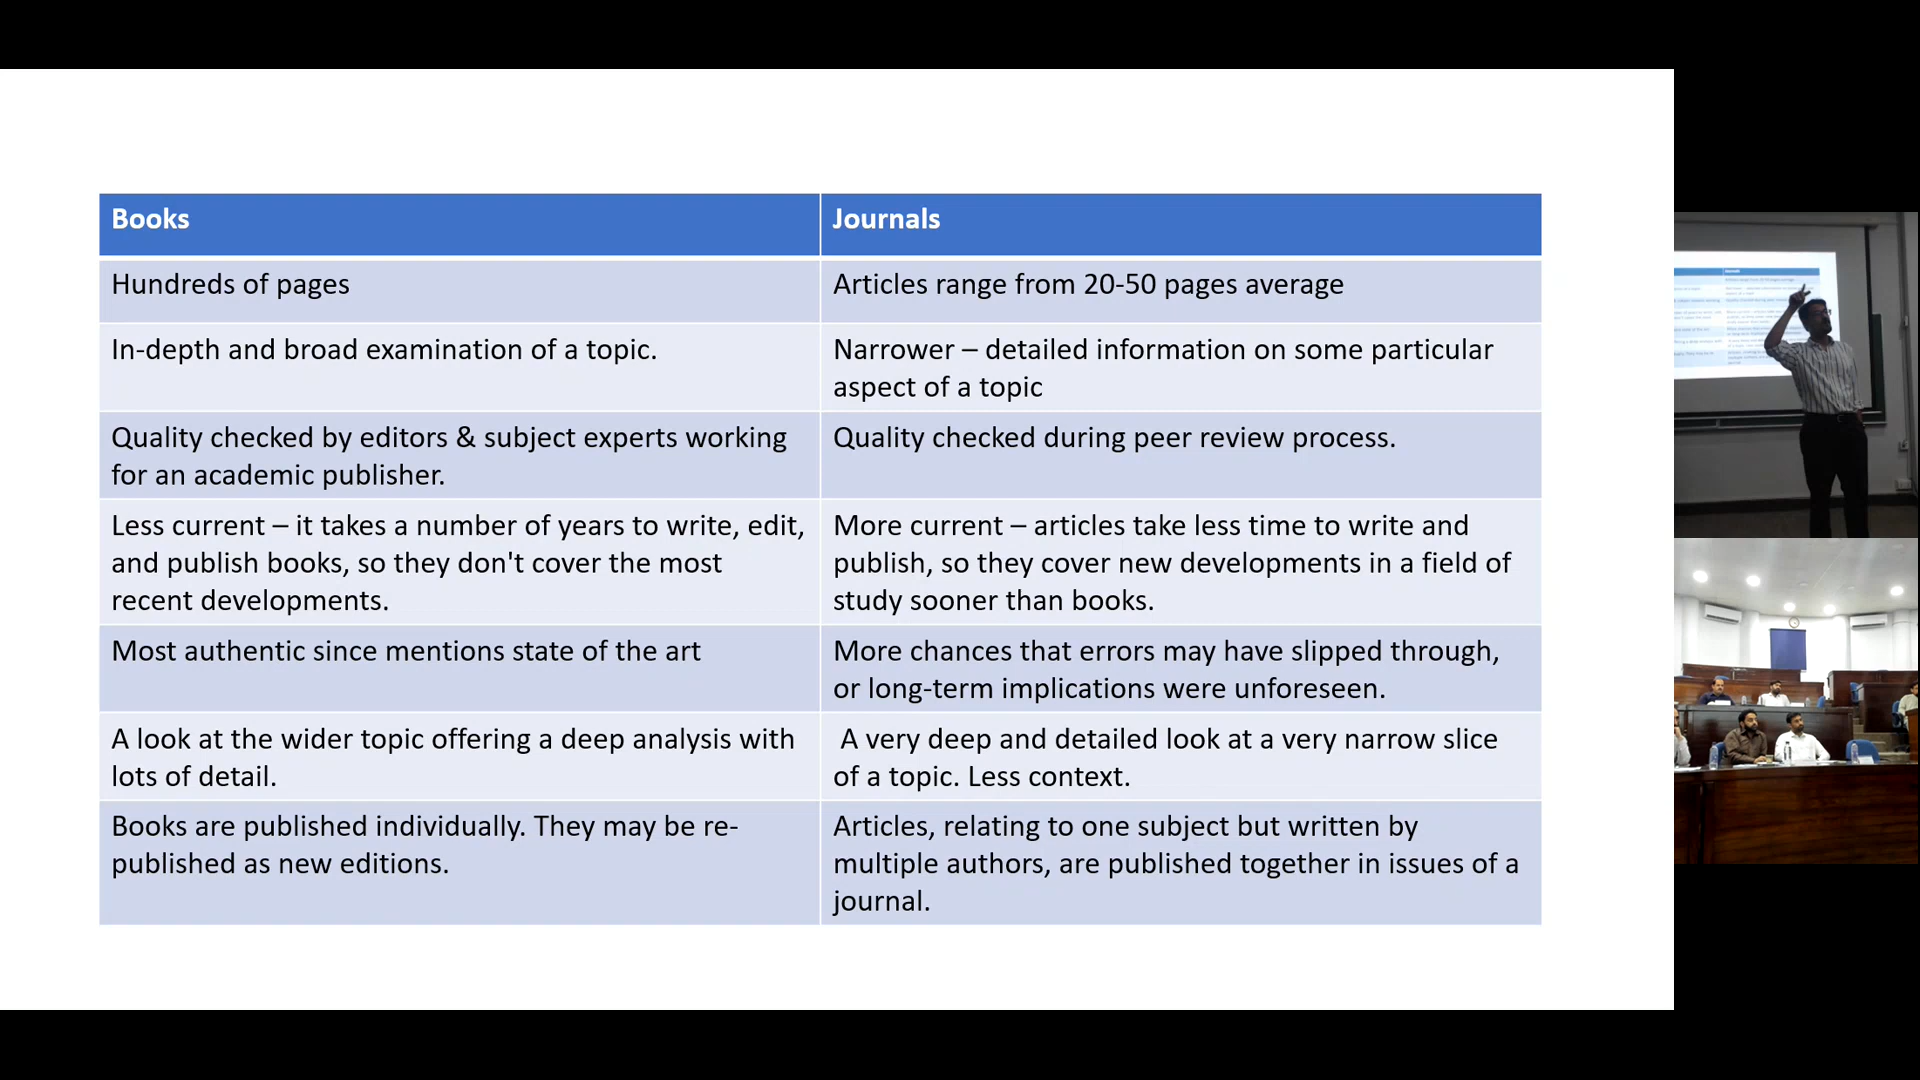 Books
Journals
Hundreds of pages
Articles range from 20-50 pages average
In-depth and broad examination of a topic.
Narrower – detailed information on some particular
aspect of a topic
Quality checked by editors & subject experts working
for an academic publisher.
Quality checked during peer review process.
Less current – it takes a number of years to write, edit,
and publish books, so they don't cover the most
recent developments.
More current – articles take less time to write and
publish, so they cover new developments in a field of
study sooner than books.
Most authentic since mentions state of the art
More chances that errors may have slipped through,
or long-term implications were unforeseen.
A look at the wider topic offering a deep analysis with
lots of detail.
A very deep and detailed look at a very narrow slice
of a topic. Less context.
Books are published individually. They may be re-
published as new editions.
Articles, relating to one subject but written by
multiple authors, are published together in issues of a
journal.